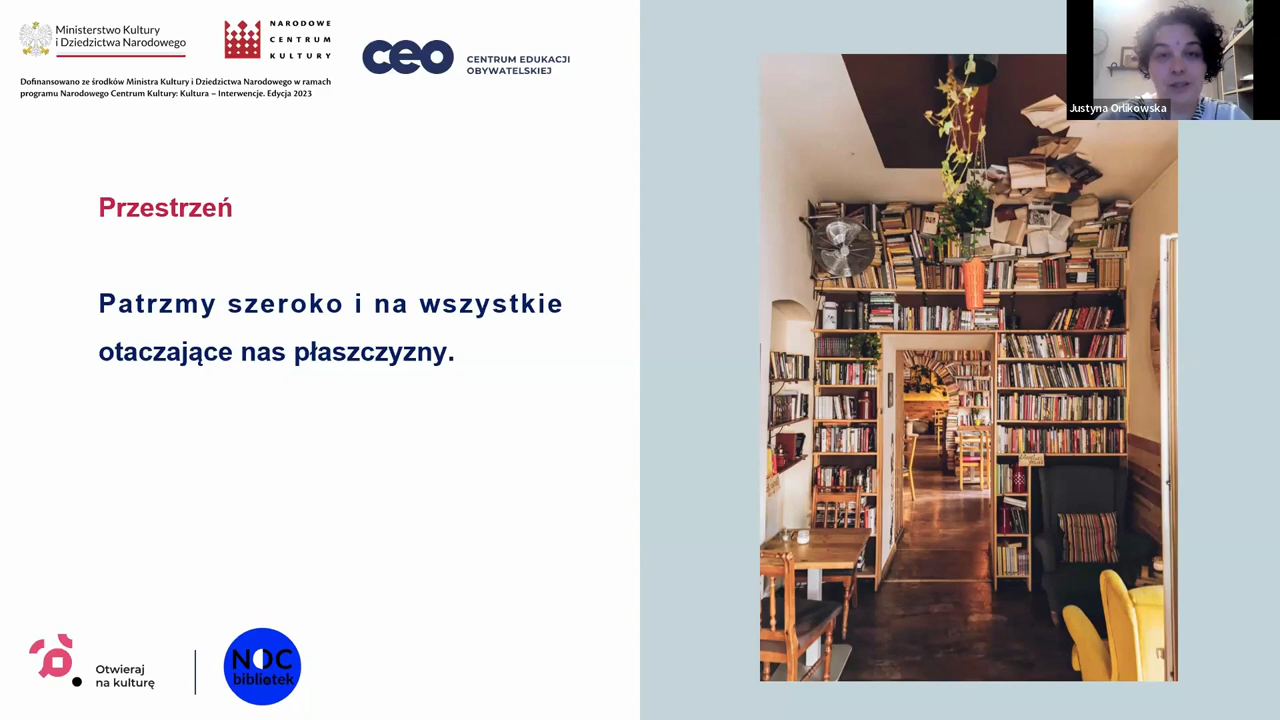 Ministerstwo Kultury
i Dziedzictwa Narodowego
NARODOWE
CENTRUM
KULTURY
ceo
CENTRUM EDUKACJI
OBYWATELSKIEJ
Dofinansowano ze środków Ministra Kultury i Dziedzictwa Narodowego w ramach
programu Narodowego Centrum Kultury: Kultura – Interwencje. Edycja 2023
Justyna Orlikowska
Przestrzeń
Patrzmy szeroko i na wszystkie
otaczające nas płaszczyzny.
Otwieraj
na kulturę
NOC
bibliotek